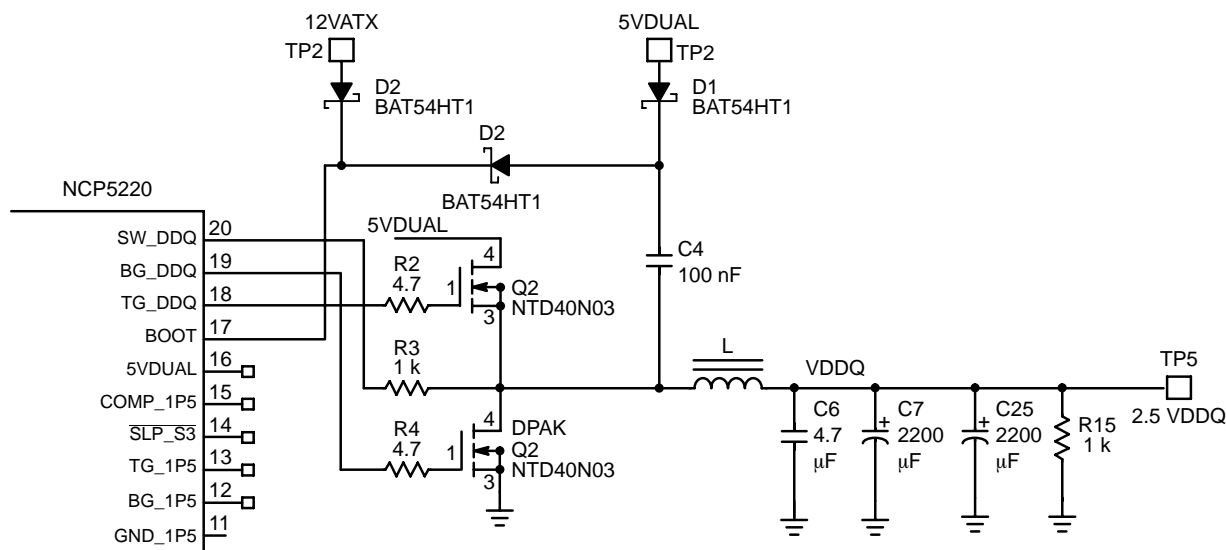 12VATX
5VDUAL
TP2
TP2
D2
BAT54HT1
D1
BAT54HT1
D2
BAT54HT1
NCP5220
5VDUAL
SW_DDQ 20
BG_DDQ 19
TG_DDQ 18
BOOT 17
5VDUAL 16
COMP_1P5 15
SLP_S3 14
TG_1P5 13
BG_1P5 12
GND_1P5 11
R2
4.7
1
4
Q2
NTD40N03
3
C4
100 nF
R3
1 k
L
VDDQ
TP5
2.5 VDDQ
R4
4.7
1
4
DPAK
Q2
NTD40N03
3
C6
4.7
μF
+
C7
2200
μF
+
C25
2200
μF
R15
1 k